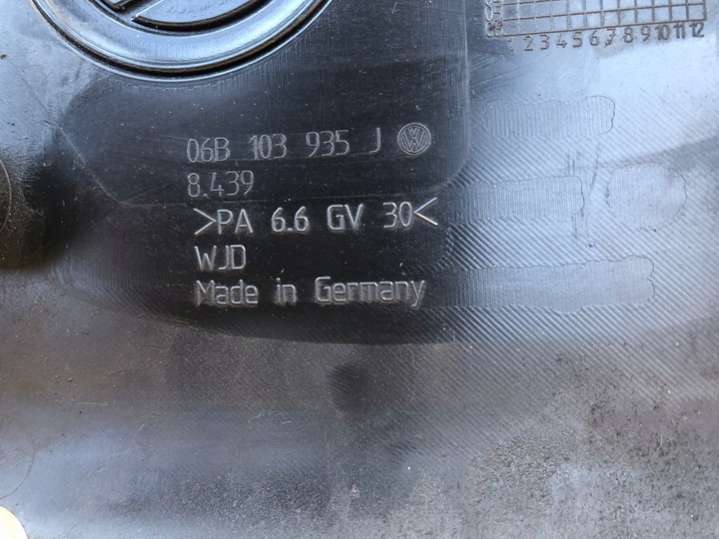 1 2 3 4 5 6 7 8 9 10 11 12
06B 103 935 J
8.439
>PA 6.6 GV 30<
WJD
Made in Germany